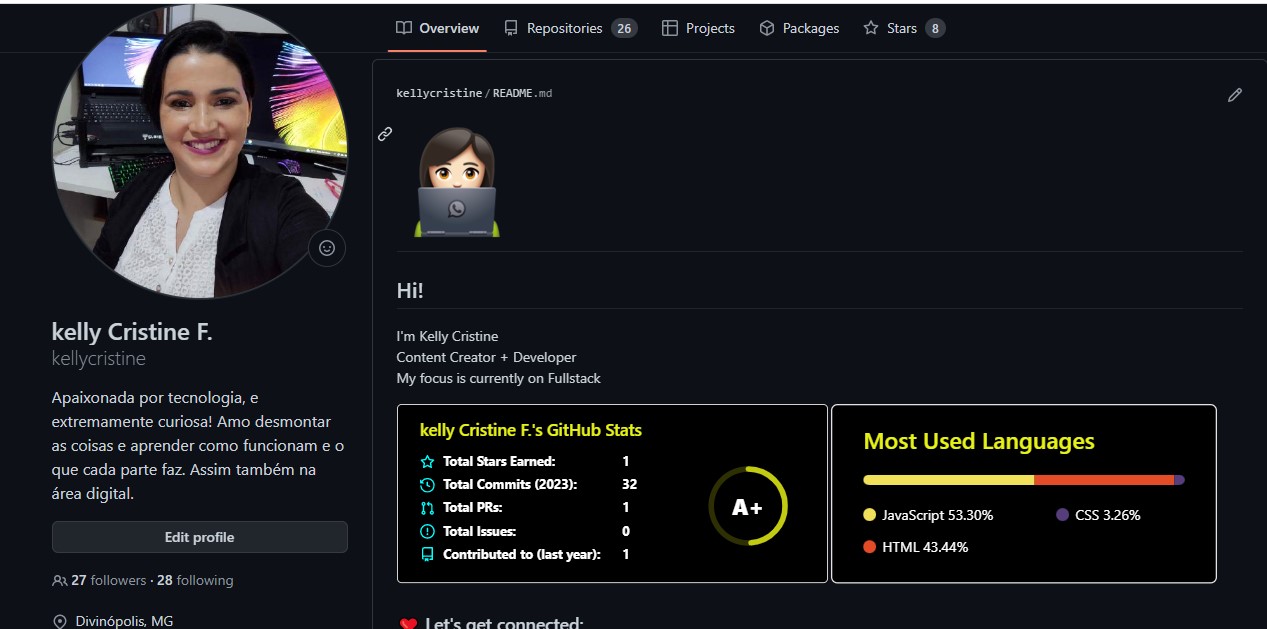 Overview
Repositories 26
Projects
Packages
Stars 8
kellycristine/README.md
Hi!
I'm Kelly Cristine
Content Creator + Developer
My focus is currently on Fullstack
kelly Cristine F.
kellycristine
Apaixonada por tecnologia, e
extremamente curiosa! Amo desmontar
as coisas e aprender como funcionam e o
que cada parte faz. Assim também na
área digital.
Edit profile
27 followers · 28 following
Divinópolis, MG
kelly Cristine F.'s GitHub Stats
Total Stars Earned: 1
Total Commits (2023): 32
Total PRs: 1
Total Issues: 0
Contributed to (last year): 1
A+
Most Used Languages
JavaScript 53.30%
CSS 3.26%
HTML 43.44%
Let's get connected: